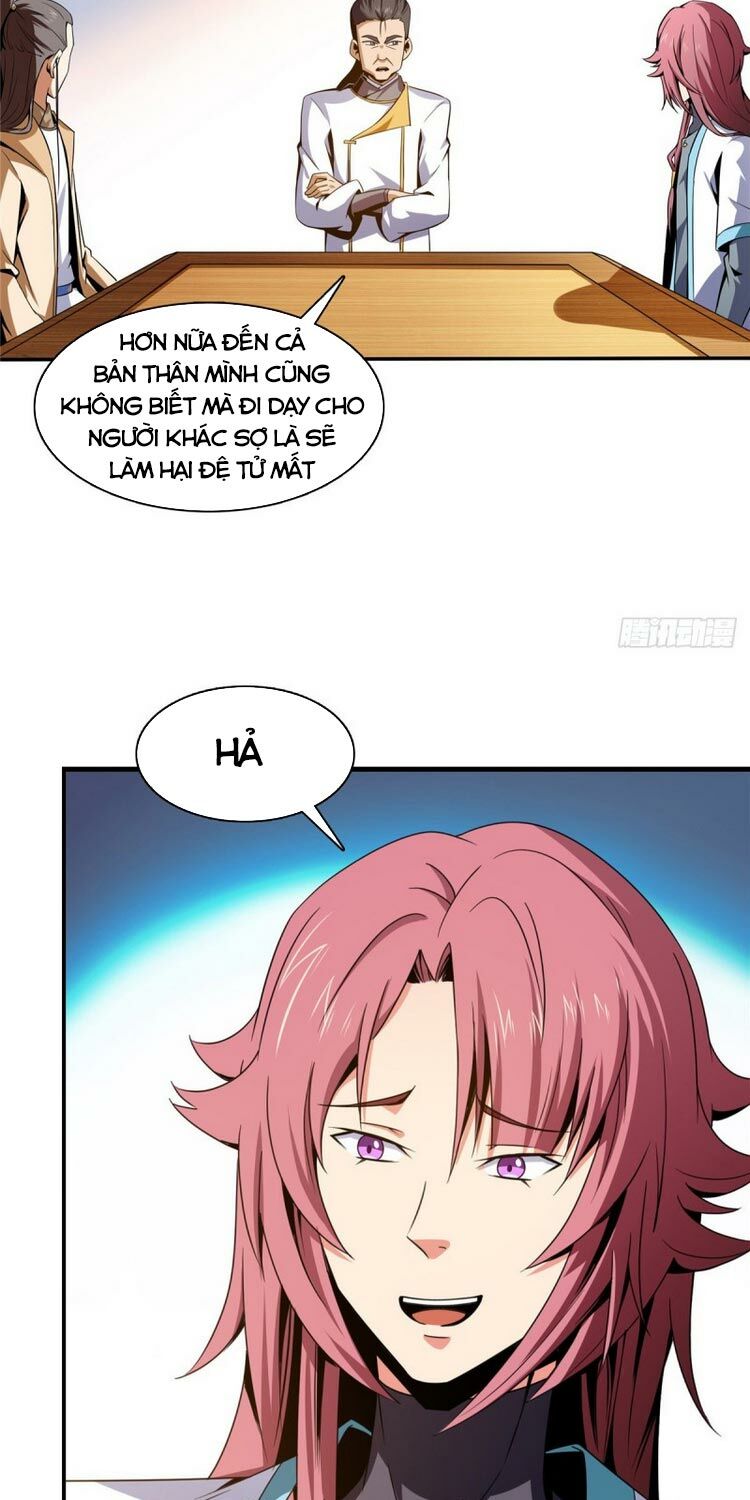 HƠN NỮA ĐẾN CẢ
BẢN THÂN MÌNH CŨNG
KHÔNG BIẾT MÀ ĐI DẠY CHO
NGƯỜI KHÁC SỢ LÀ SẼ
LÀM HẠI ĐỆ TỬ MẤT
腾讯动漫
HẢ